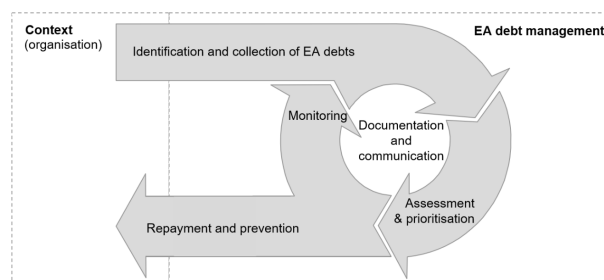 Context
(organisation)
EA debt management
Identification and collection of EA debts
Monitoring
Documentation
and
communication
Assessment
& prioritisation
Repayment and prevention